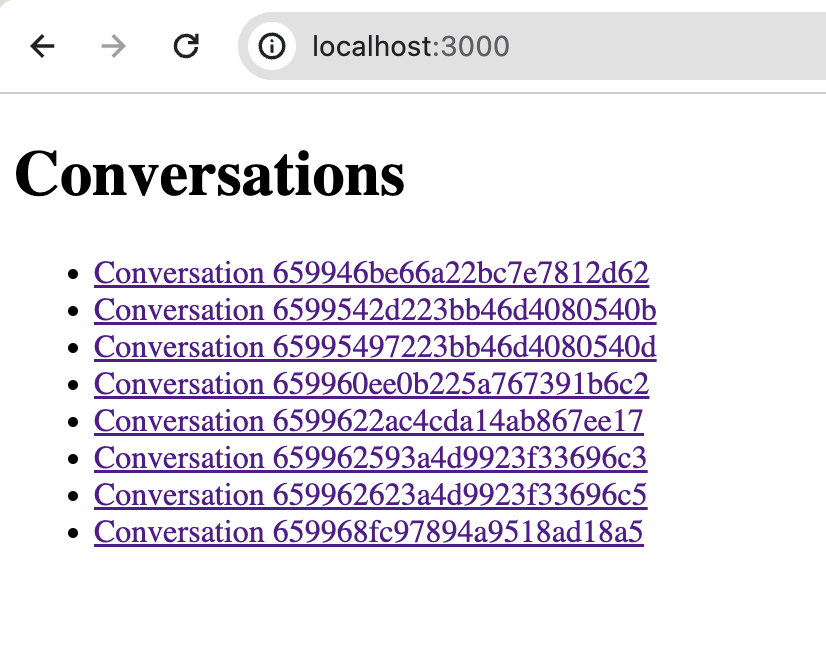 localhost:3000
Conversations
Conversation 659946be66a22bc7e7812d62
Conversation 6599542d223bb46d4080540b
Conversation 65995497223bb46d4080540d
Conversation 659960ee0b225a767391b6c2
Conversation 6599622ac4cda14ab867ee17
Conversation 659962593a4d9923f33696c3
Conversation 659962623a4d9923f33696c5
Conversation 659968fc97894a9518ad18a5